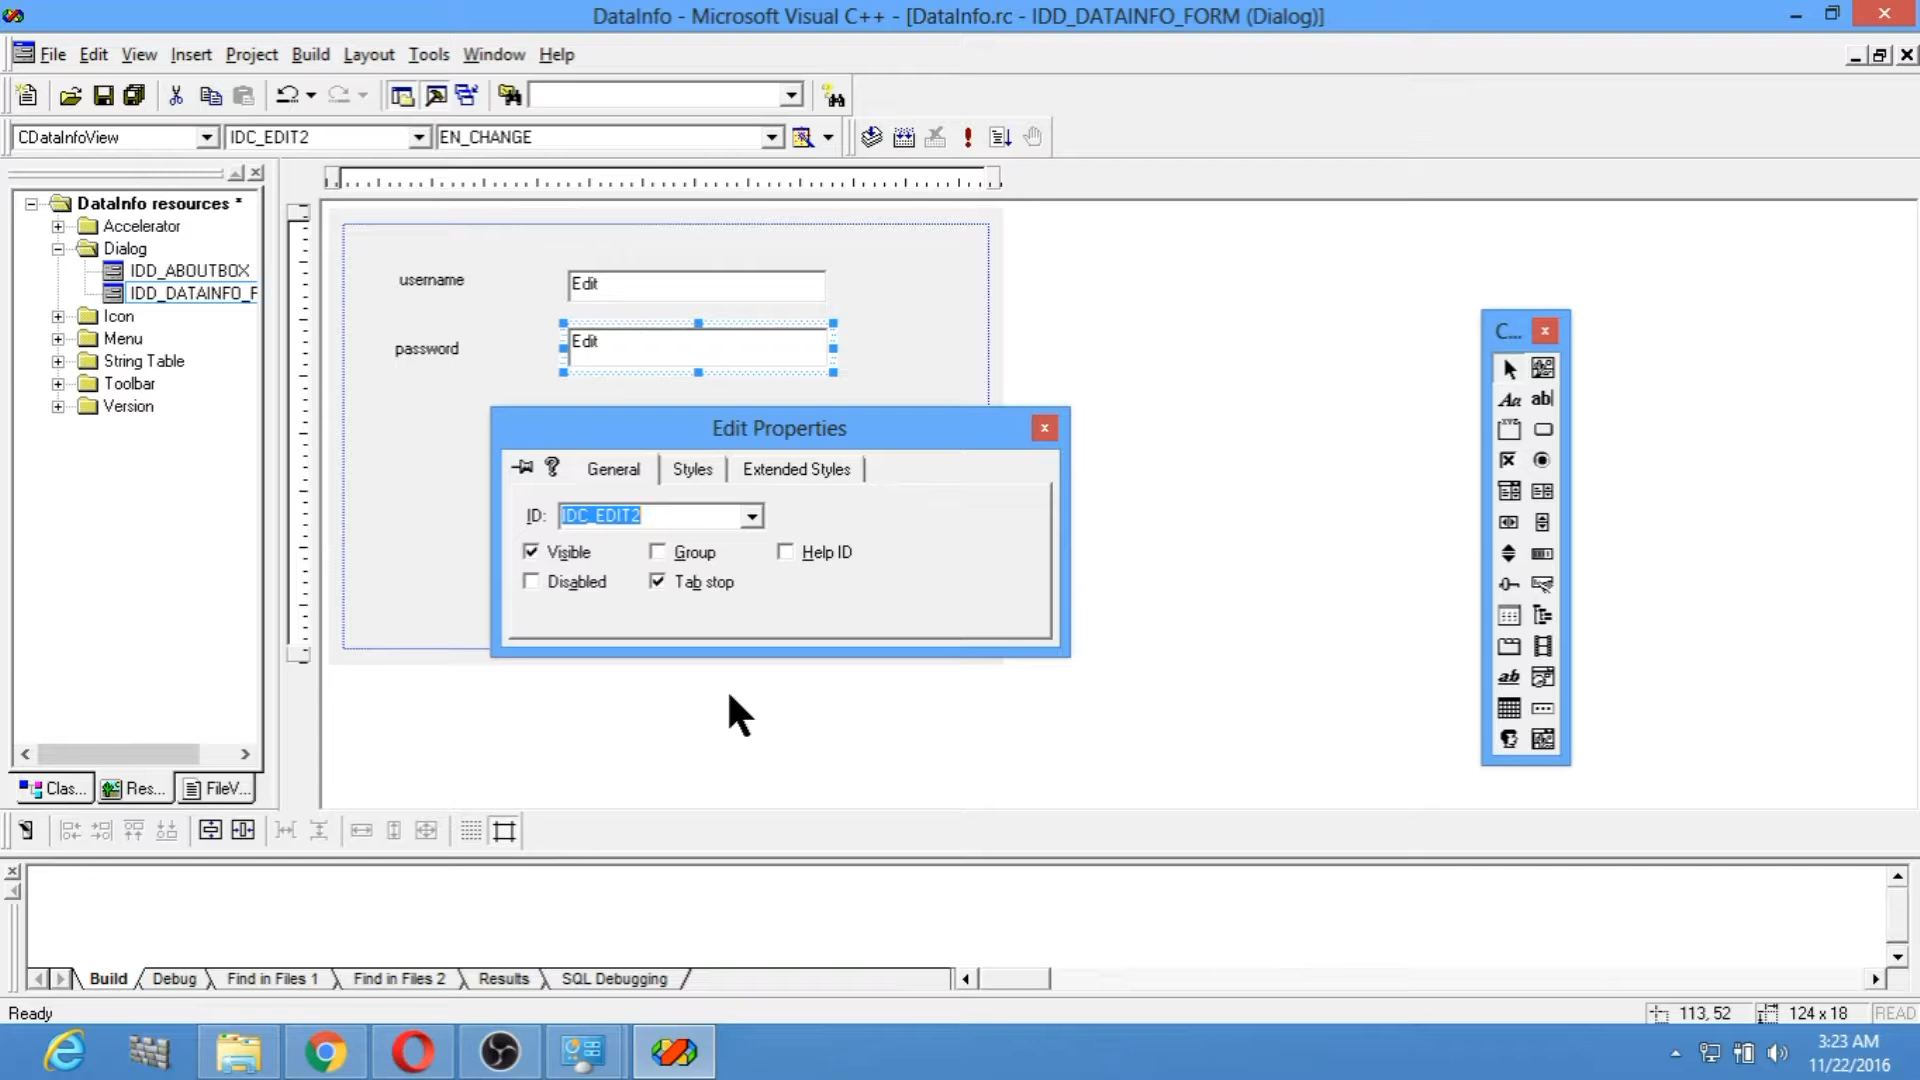 DataInfo - Microsoft Visual C++ - [DataInfo.rc - IDD_DATAINFO_FORM (Dialog)]
File Edit View Insert Project Build Layout Tools Window Help
CDataInfoView IDC_EDIT2 EN_CHANGE
DataInfo resources *
Accelerator
Dialog
IDD_ABOUTBOX
IDD_DATAINFO_F
Icon
Menu
String Table
Toolbar
Version
Clas... Res... FileV...
username Edit
password Edit
Edit Properties
General Styles Extended Styles
ID: IDC_EDIT2
Visible Group Help ID
Disabled Tab stop
C...
Aa ab|
XYZ
ab
Build Debug Find in Files 1 Find in Files 2 Results SQL Debugging
Ready 113, 52 124 x 18 READ
3:23 AM
11/22/2016